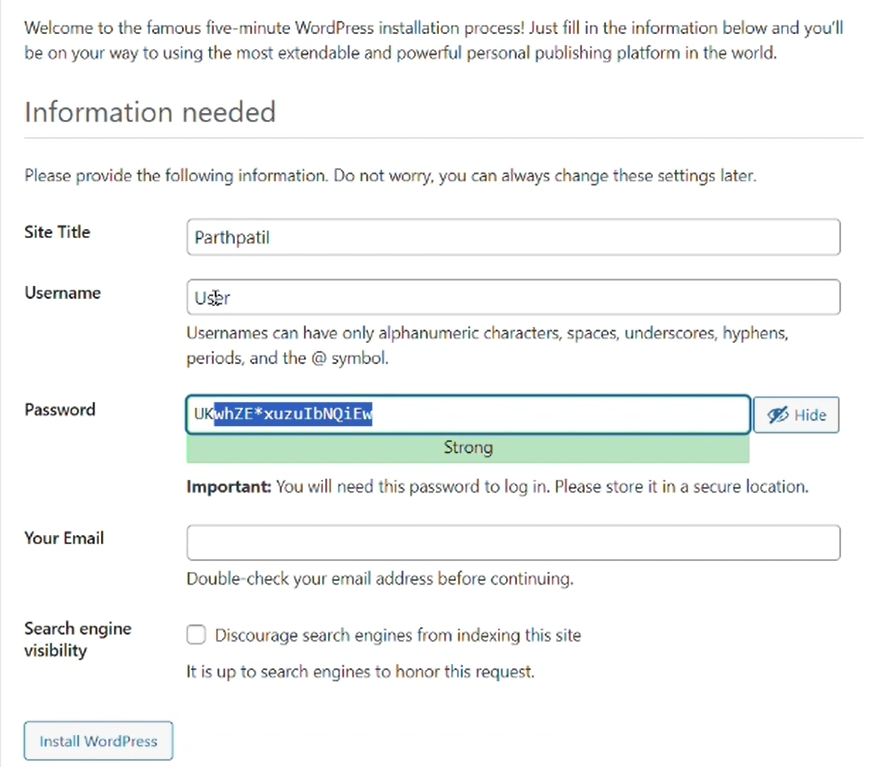 Welcome to the famous five-minute WordPress installation process! Just fill in the information below and you'll
be on your way to using the most extendable and powerful personal publishing platform in the world.
Information needed
Please provide the following information. Do not worry, you can always change these settings later.
Site Title
Parthpatil
Username
User
Usernames can have only alphanumeric characters, spaces, underscores, hyphens,
periods, and the @ symbol.
Password
UKwhZE*xuzuIbNQiEw
Hide
Strong
Important: You will need this password to log in. Please store it in a secure location.
Your Email
Double-check your email address before continuing.
Search engine
visibility
Discourage search engines from indexing this site
It is up to search engines to honor this request.
Install WordPress